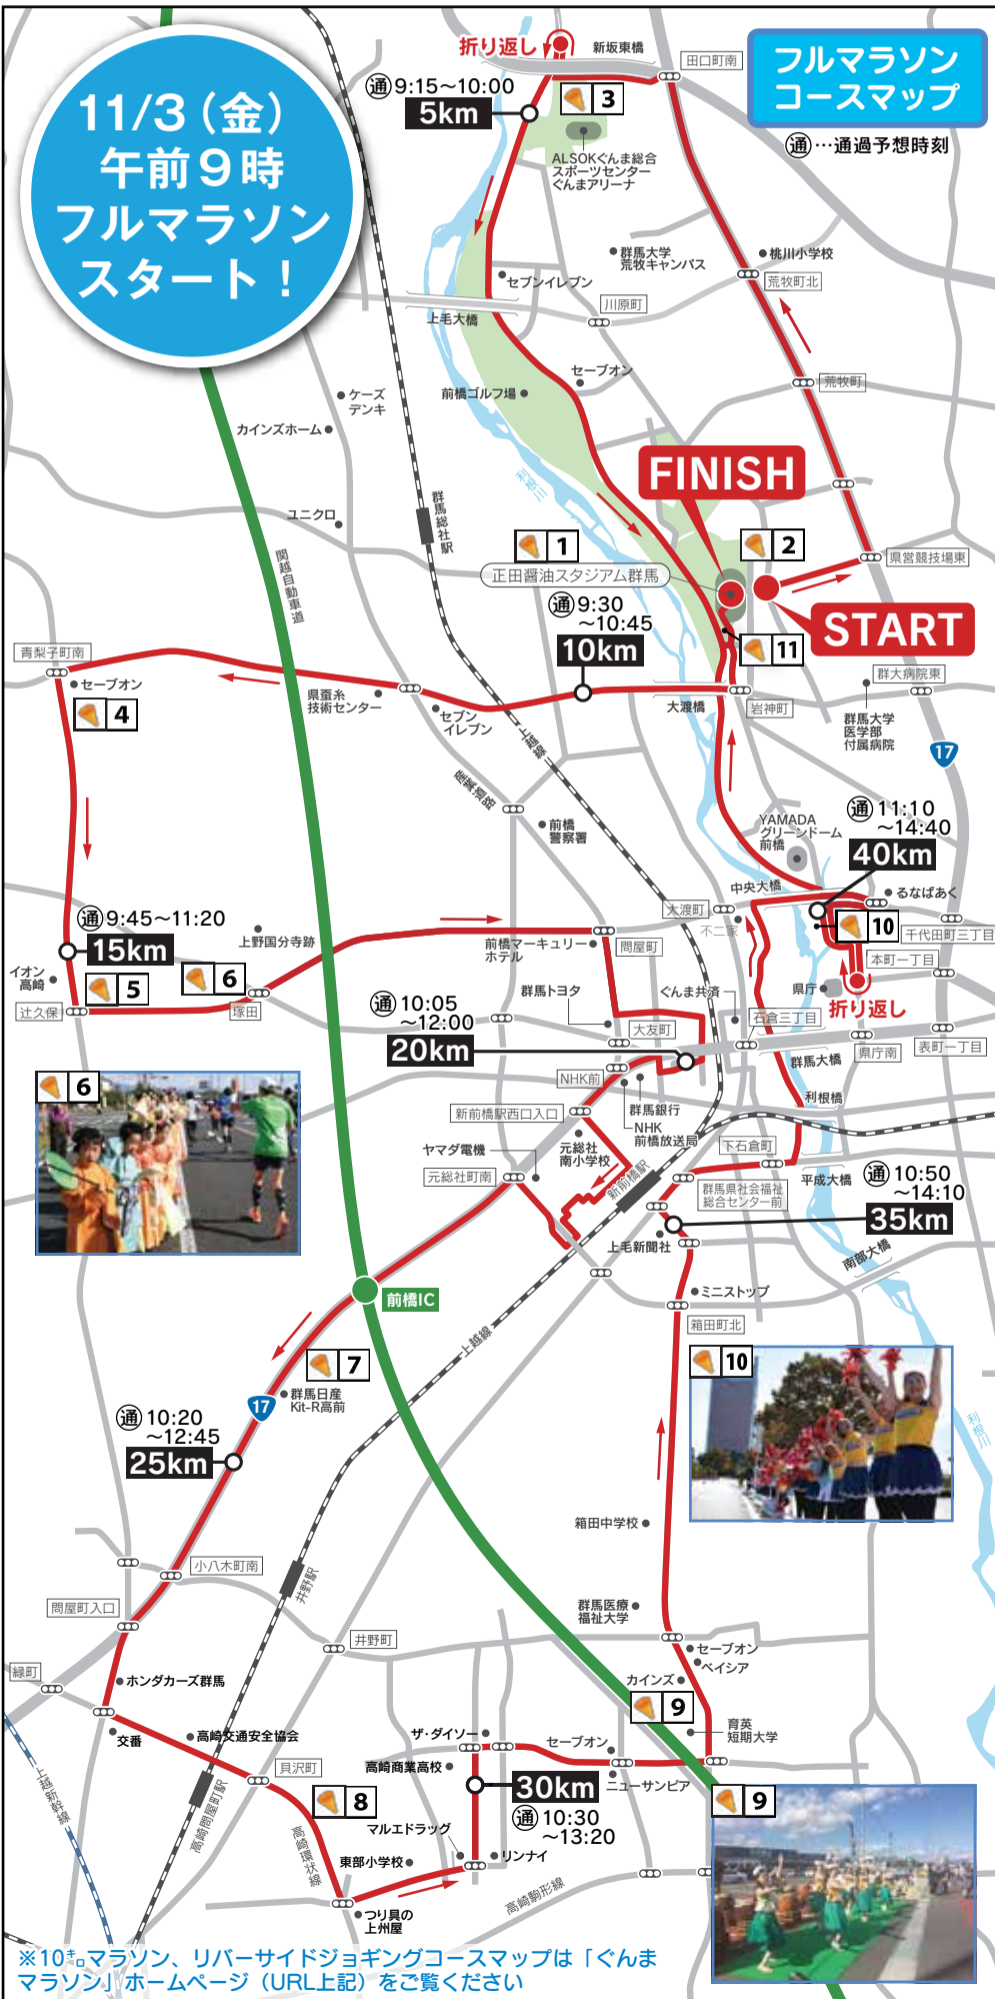 11/3（金）
午前９時
フルマラソン
スタート！
フルマラソン
コースマップ
通…通過予想時刻
折り返し
新坂東橋
田口町南
通 9:15～10:00
5km
3
ALSOKぐんま総合
スポーツセンター
ぐんまアリーナ
群馬大学
荒牧キャンパス
桃川小学校
荒牧町北
セブンイレブン
川原町
上毛大橋
セーブオン
荒牧町
前橋ゴルフ場
ケーズ
デンキ
カインズホーム
利根川
FINISH
群馬総社駅
ユニクロ
1
2
関越自動車道
県営競技場東
正田醤油スタジアム群馬
通 9:30
～10:45
START
10km
11
青梨子町南
セーブオン
4
県蚕糸
技術センター
セブン
イレブン
大渡橋
岩神町
群大病院東
群馬大学
医学部
付属病院
17
上越線
産業道路
前橋
警察署
YAMADA
グリーンドーム
前橋
通 11:10
～14:40
40km
るなぱあく
中央大橋
大渡町
不二家
10
千代田町三丁目
通 9:45～11:20
15km
上野国分寺跡
前橋マーキュリー
ホテル
問屋町
本町一丁目
イオン
高崎
5
6
辻久保
塚田
群馬トヨタ
ぐんま共済
県庁
折り返し
通 10:05
～12:00
20km
大友町
石倉三丁目
群馬大橋
県庁南
表町一丁目
NHK前
利根橋
6
新前橋駅西口入口
群馬銀行
NHK
前橋放送局
元総社
南小学校
ヤマダ電機
下石倉町
元総社町南
新前橋駅
群馬県社会福祉
総合センター前
平成大橋
通 10:50
～14:10
35km
上毛新聞社
南部大橋
ミニストップ
前橋IC
箱田町北
上越線
7
10
群馬日産
Kit-R高前
17
通 10:20
～12:45
25km
利根川
箱田中学校
小八木町南
井野駅
群馬医療
福祉大学
問屋町入口
井野町
セーブオン
ベイシア
緑町
ホンダカーズ群馬
カインズ
9
交番
高崎交通安全協会
ザ・ダイソー
セーブオン
育英
短期大学
高崎商業高校
貝沢町
30km
ニューサンピア
上越新幹線
高崎問屋町駅
8
通 10:30
～13:20
9
マルエドラッグ
高崎環状線
東部小学校
リンナイ
高崎駒形線
つり具の
上州屋
※10㌔マラソン、リバーサイドジョギングコースマップは「ぐんま
マラソン」ホームページ（URL上記）をご覧ください